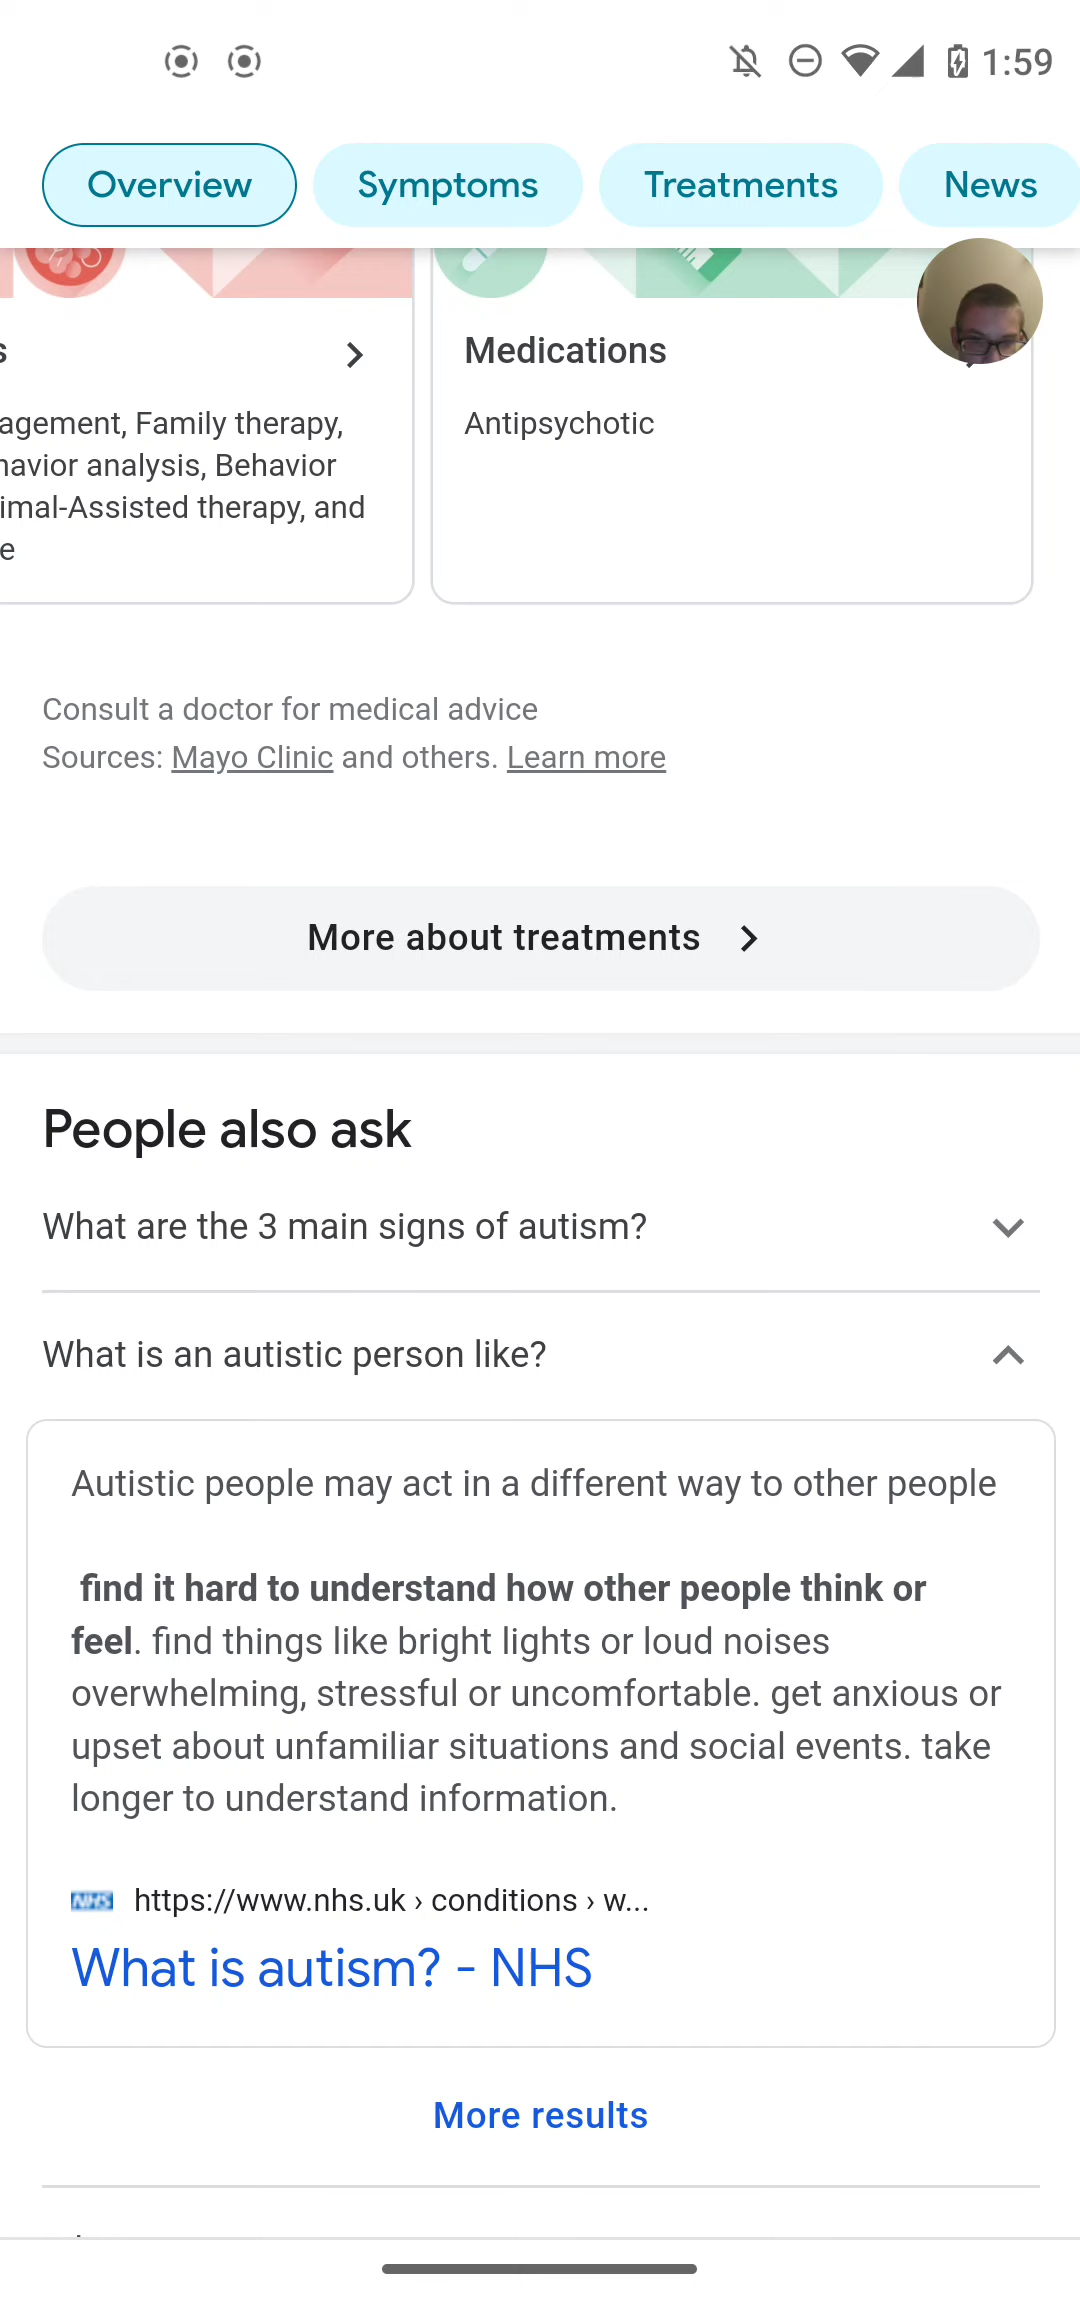 1:59
Overview Symptoms Treatments News
s
Medications
agement, Family therapy,
Antipsychotic
havior analysis, Behavior
imal-Assisted therapy, and
e
Consult a doctor for medical advice
Sources: Mayo Clinic and others. Learn more
More about treatments
People also ask
What are the 3 main signs of autism?
What is an autistic person like?
Autistic people may act in a different way to other people
find it hard to understand how other people think or
feel. find things like bright lights or loud noises
overwhelming, stressful or uncomfortable. get anxious or
upset about unfamiliar situations and social events. take
longer to understand information.
NHS https://www.nhs.uk › conditions › w...
What is autism? - NHS
More results